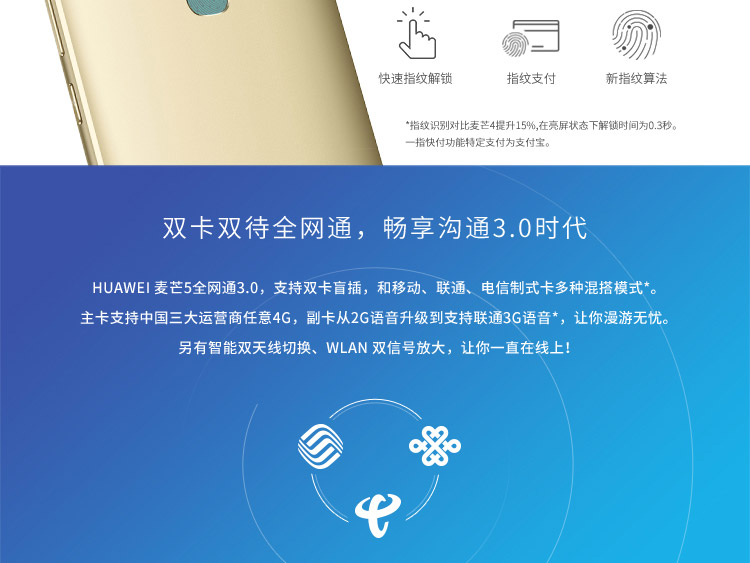 快速指纹解锁 指纹支付 新指纹算法
*指纹识别对比麦芒4提升15%,在亮屏状态下解锁时间为0.3秒。
一指快付功能特定支付为支付宝。
双卡双待全网通，畅享沟通3.0时代
HUAWEI 麦芒5全网通3.0，支持双卡盲插，和移动、联通、电信制式卡多种混搭模式*。
主卡支持中国三大运营商任意4G，副卡从2G语音升级到支持联通3G语音*，让你漫游无忧。
另有智能双天线切换、WLAN 双信号放大，让你一直在线上！